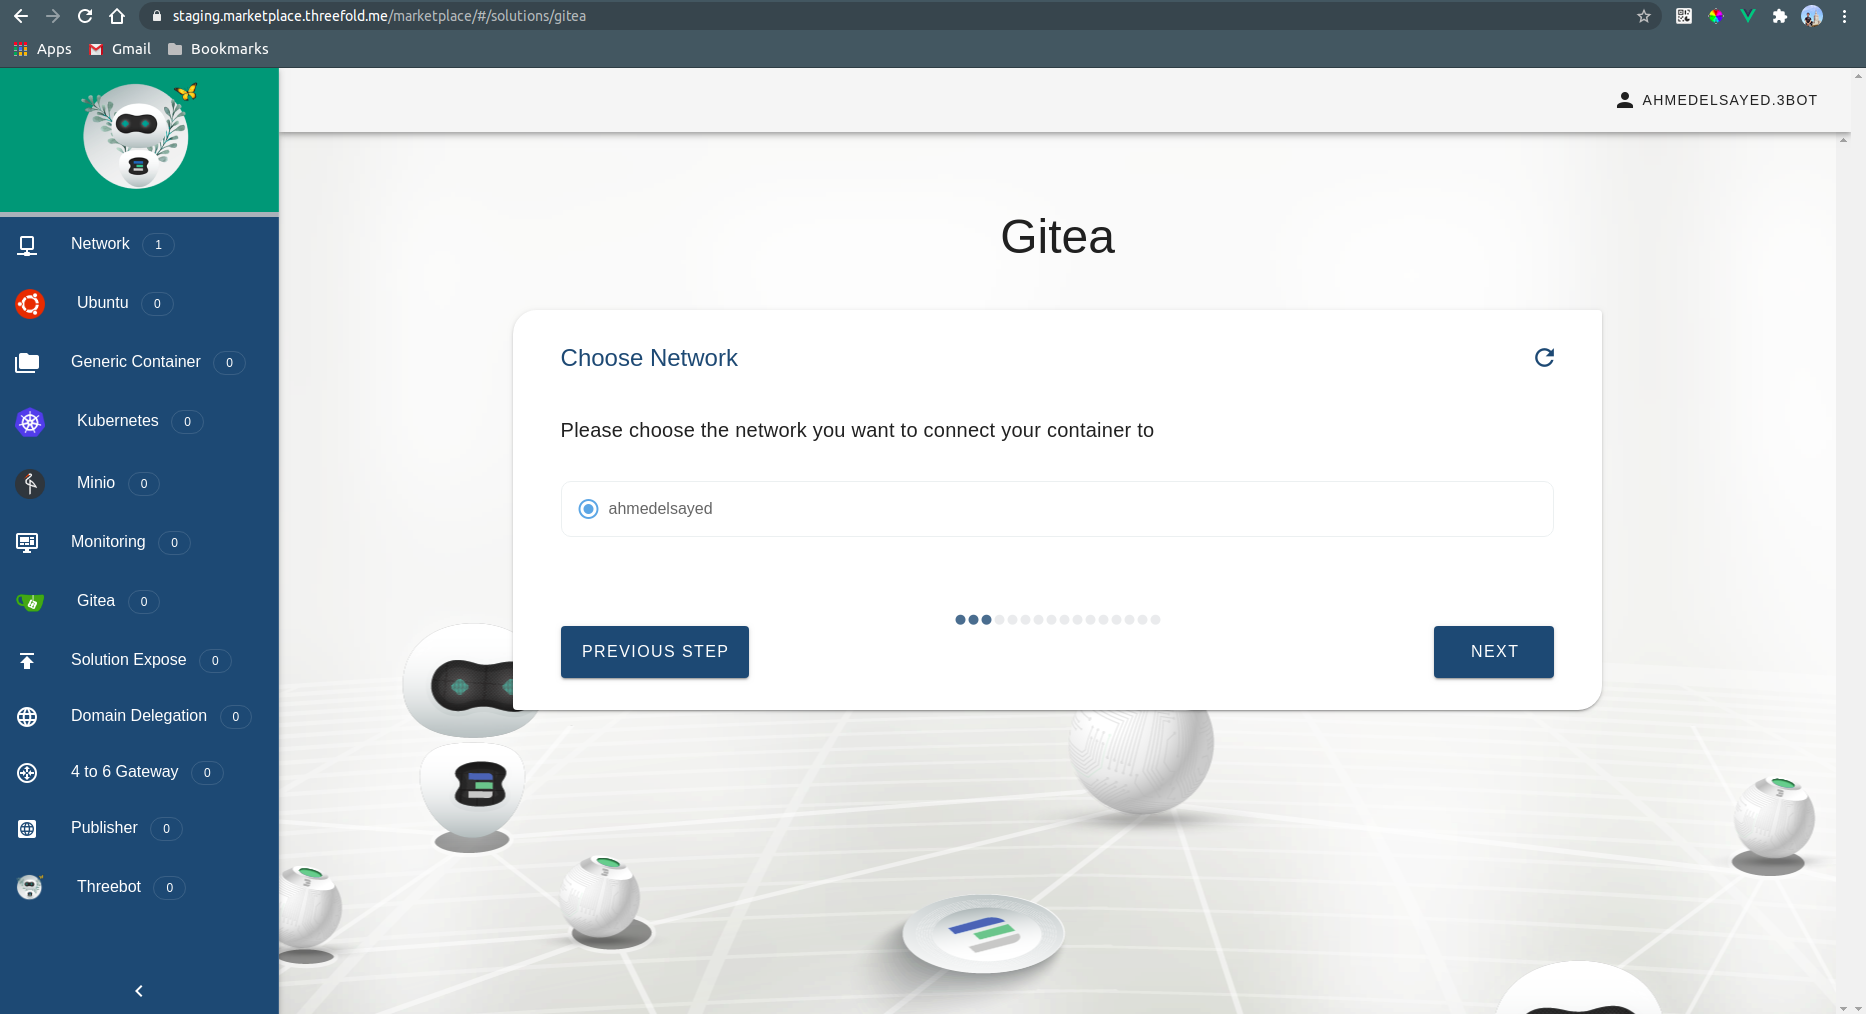 staging.marketplace.threefold.me/marketplace/#/solutions/gitea
Apps
Gmail
Bookmarks
AHMEDELSAYED.3BOT
Network 1
Ubuntu 0
Generic Container 0
Kubernetes 0
Minio 0
Monitoring 0
Gitea 0
Solution Expose 0
Domain Delegation 0
4 to 6 Gateway 0
Publisher 0
Threebot 0
Gitea
Choose Network
Please choose the network you want to connect your container to
ahmedelsayed
PREVIOUS STEP
NEXT